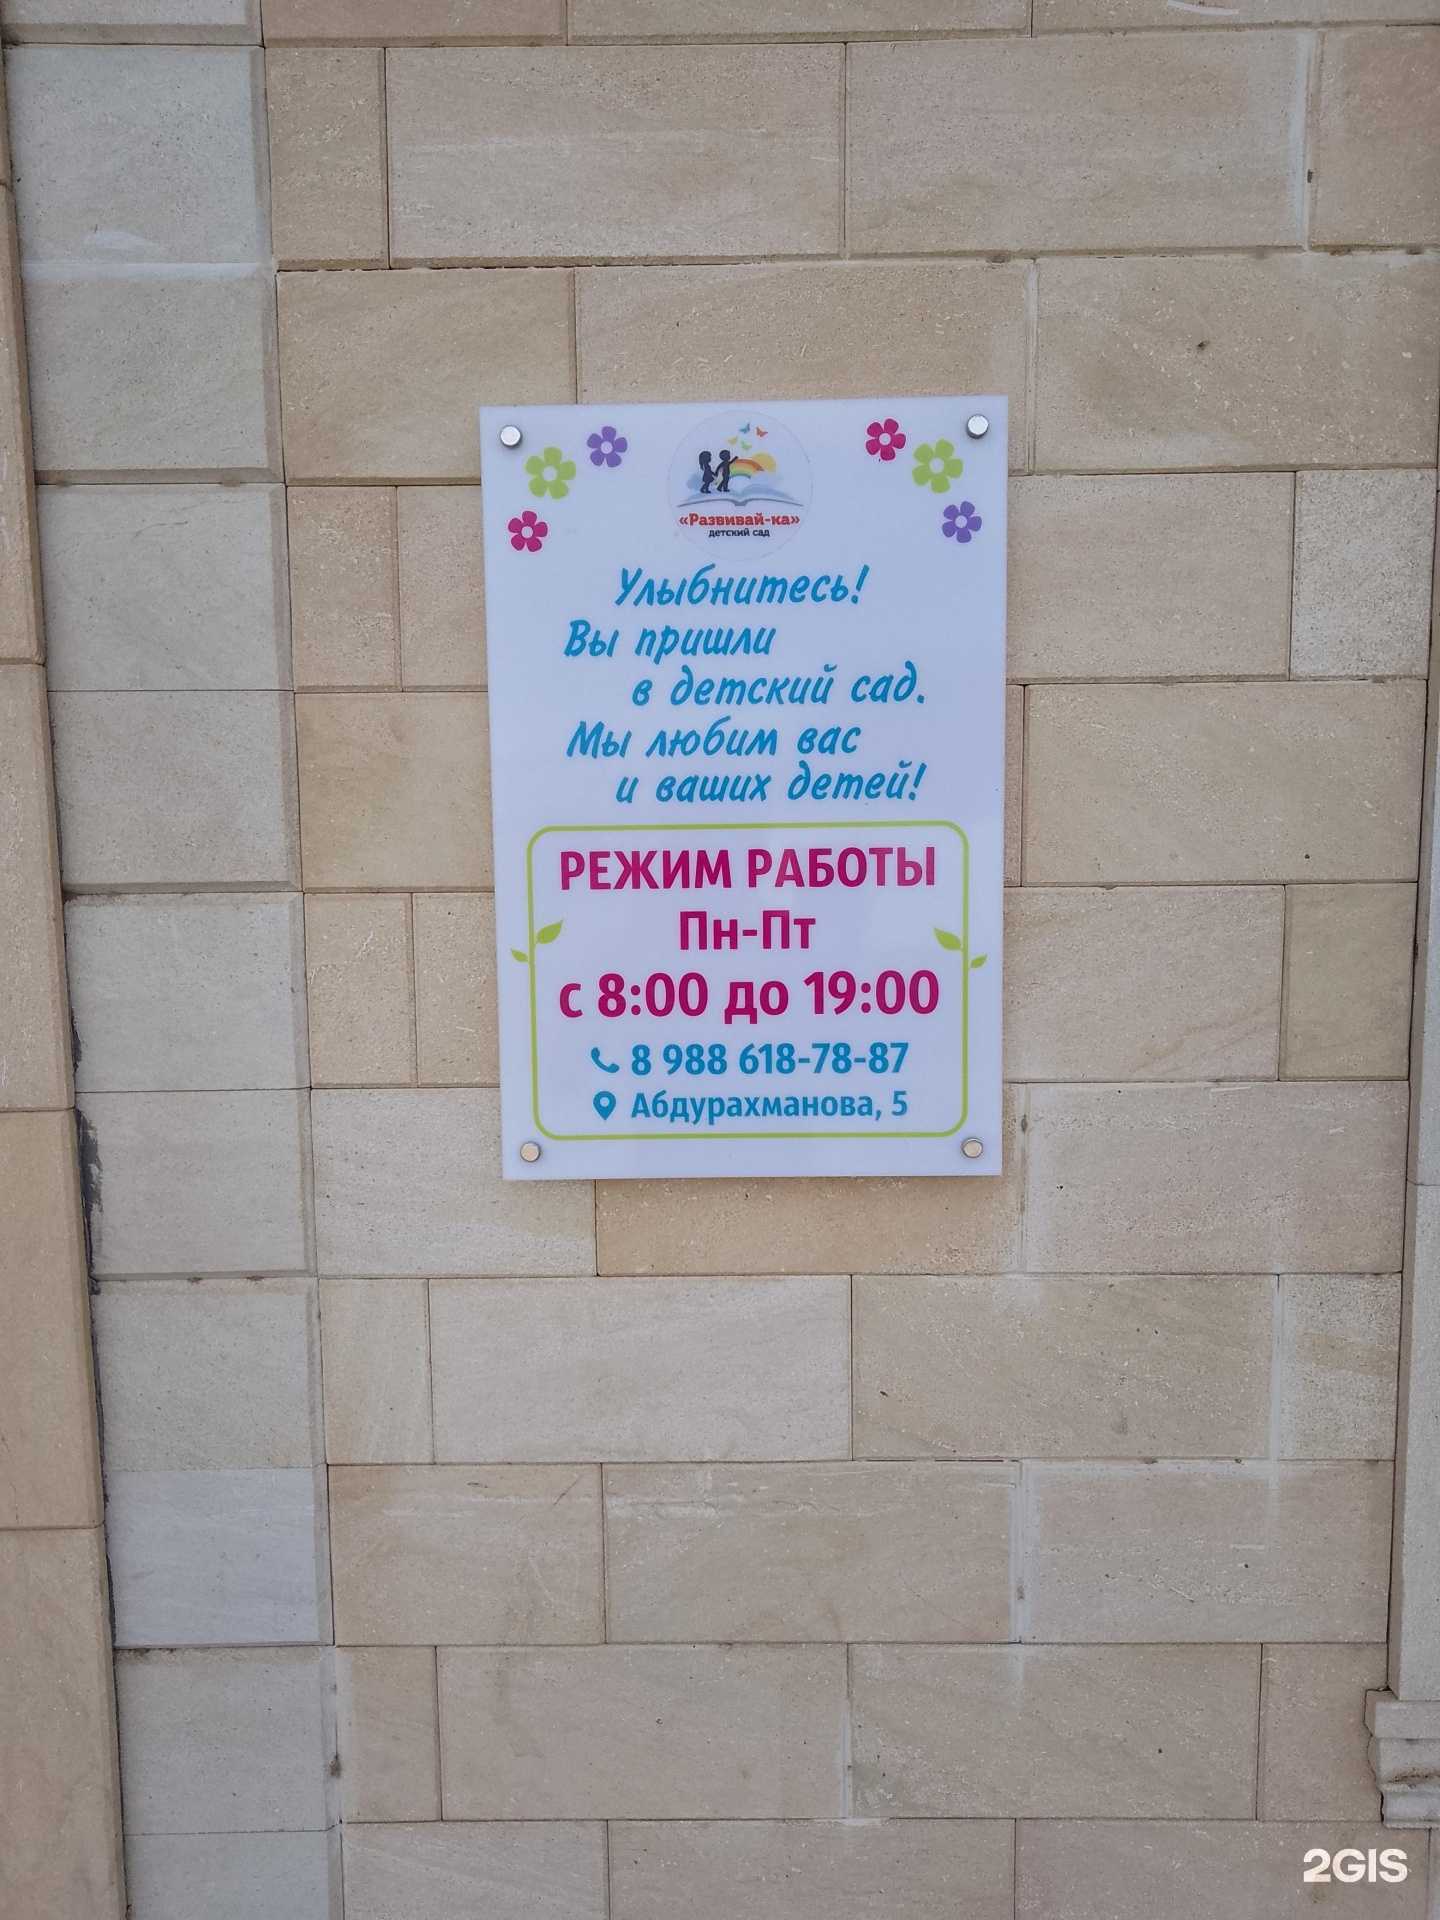 «Развивай-ка»
детский сад
Улыбнитесь!
Вы пришли
в детский сад.
Мы любим вас
и ваших детей!
РЕЖИМ РАБОТЫ
Пн-Пт
с 8:00 до 19:00
8 988 618-78-87
Абдурахманова, 5
2GIS